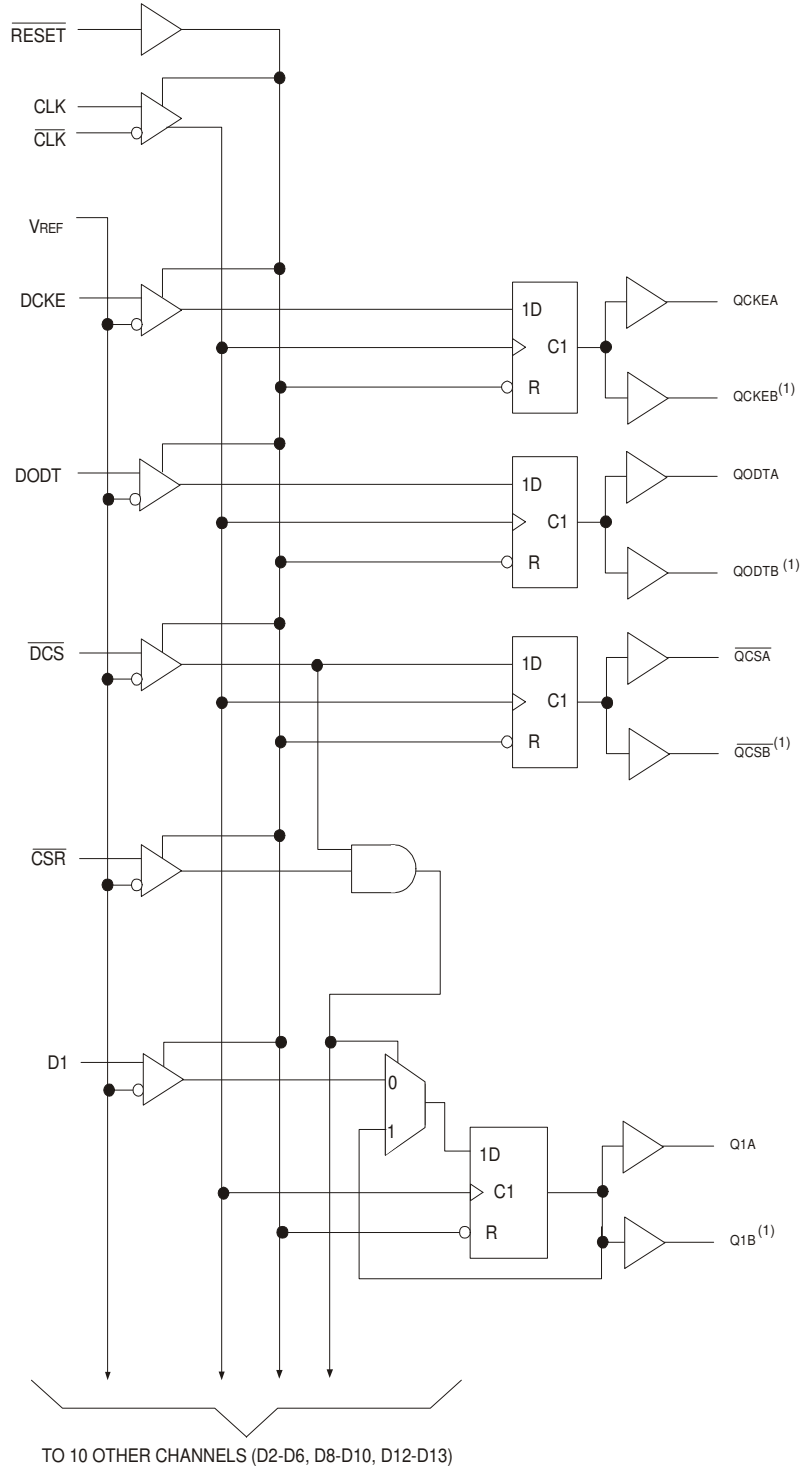 RESET
CLK
CLK
VREF
DCKE
1D
C1
R
QCKEA
QCKEB(1)
DODT
1D
C1
R
QODTA
QODTB (1)
DCS
1D
C1
R
QCSA
QCSB(1)
CSR
D1
0
1
1D
C1
R
Q1A
Q1B(1)
TO 10 OTHER CHANNELS (D2-D6, D8-D10, D12-D13)